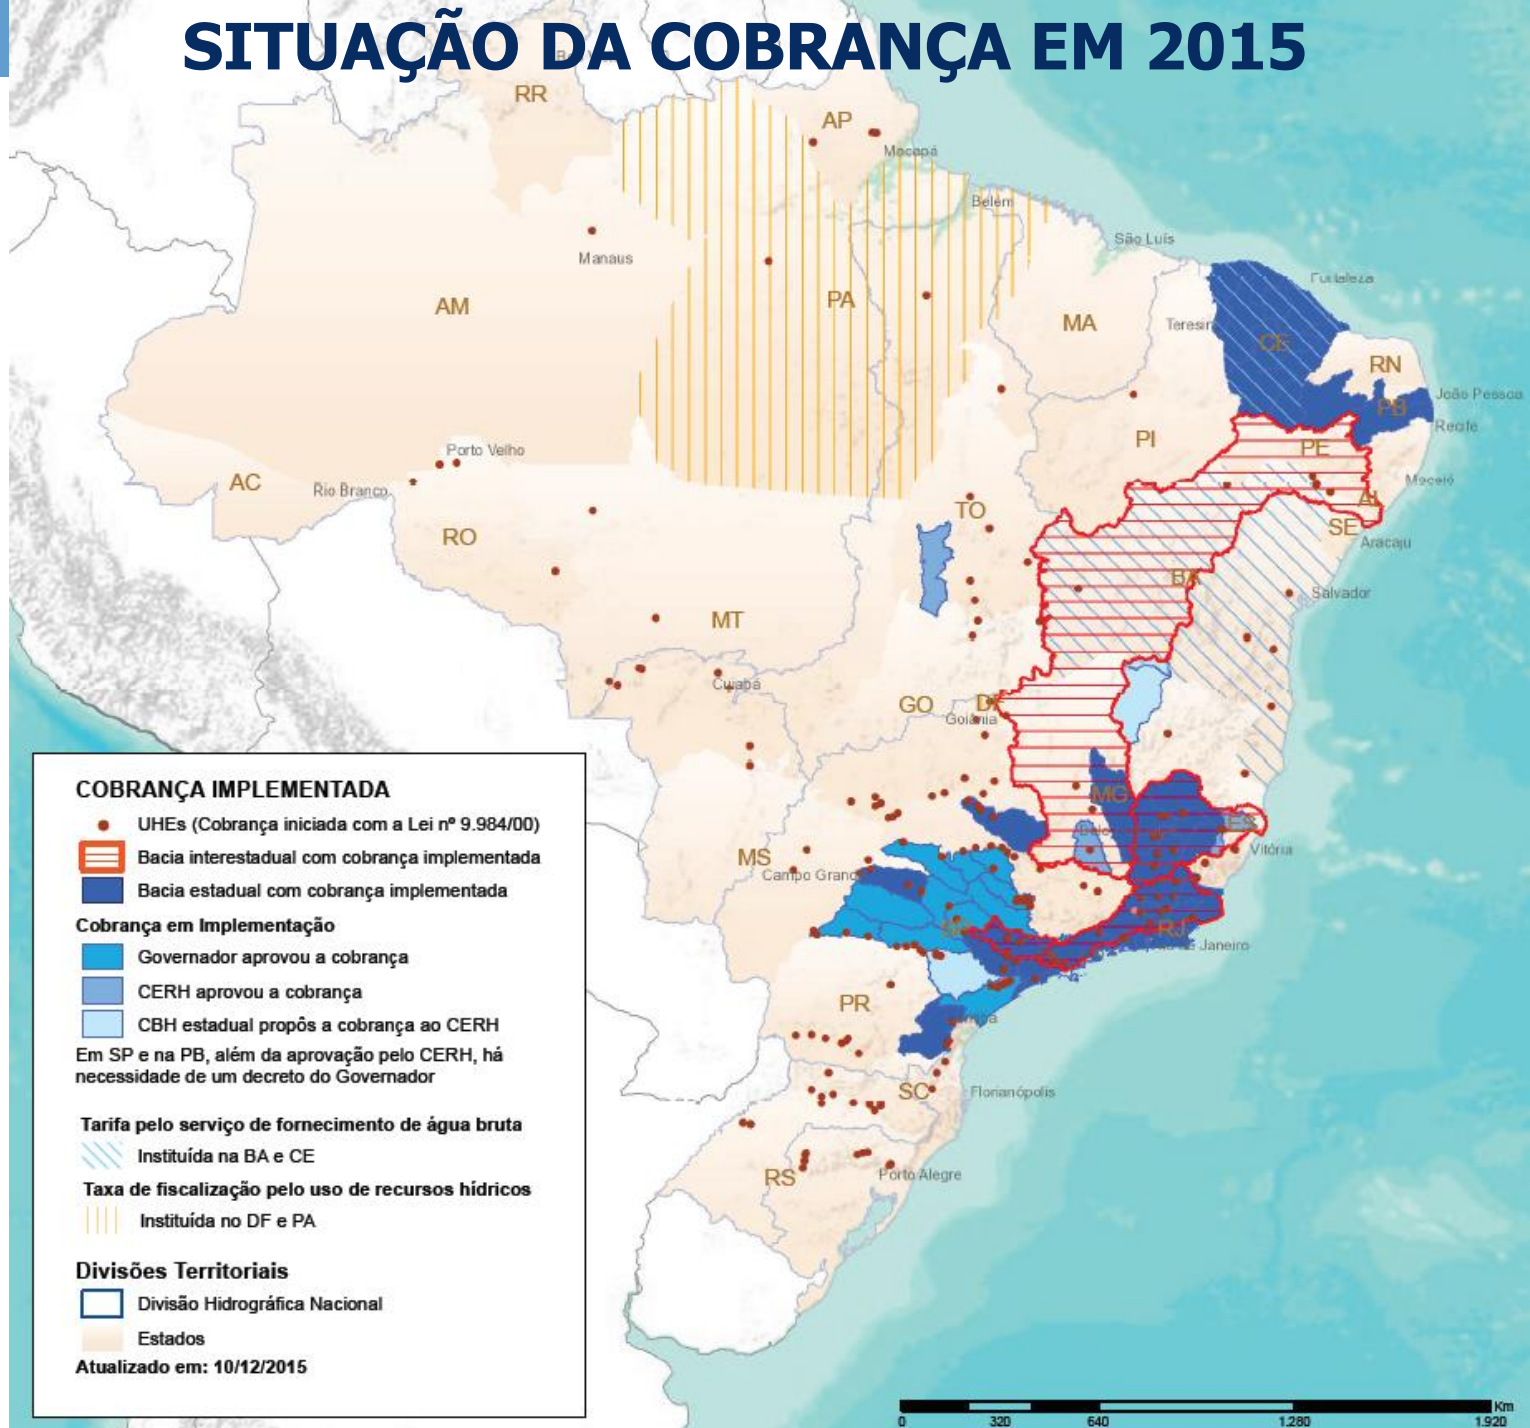 SITUAÇÃO DA COBRANÇA EM 2015
RR
AP
Macapá
Belém
São Luís
Manaus
Fortaleza
AM
PA
MA
Teresin
CE
RN
João Pessoa
PB
Recife
PI
PE
Porto Velho
Maceió
AC
Rio Branco
AL
TO
SE
RO
Aracaju
BA
Salvador
MT
Cuiabá
GO
DF
Goiânia
COBRANÇA IMPLEMENTADA
UHEs (Cobrança iniciada com a Lei nº 9.984/00)
Bacia interestadual com cobrança implementada
Bacia estadual com cobrança implementada
Cobrança em Implementação
Governador aprovou a cobrança
CERH aprovou a cobrança
CBH estadual propôs a cobrança ao CERH
Em SP e na PB, além da aprovação pelo CERH, há
necessidade de um decreto do Governador
Tarifa pelo serviço de fornecimento de água bruta
Instituída na BA e CE
Taxa de fiscalização pelo uso de recursos hídricos
Instituída no DF e PA
Divisões Territoriais
Divisão Hidrográfica Nacional
Estados
Atualizado em: 10/12/2015
MG
ES
Vitória
MS
Campo Grand
SP
RJ
de Janeiro
PR
SC
Florianópolis
RS
Porto Alegre
Km
0 320 640 1.280 1.920